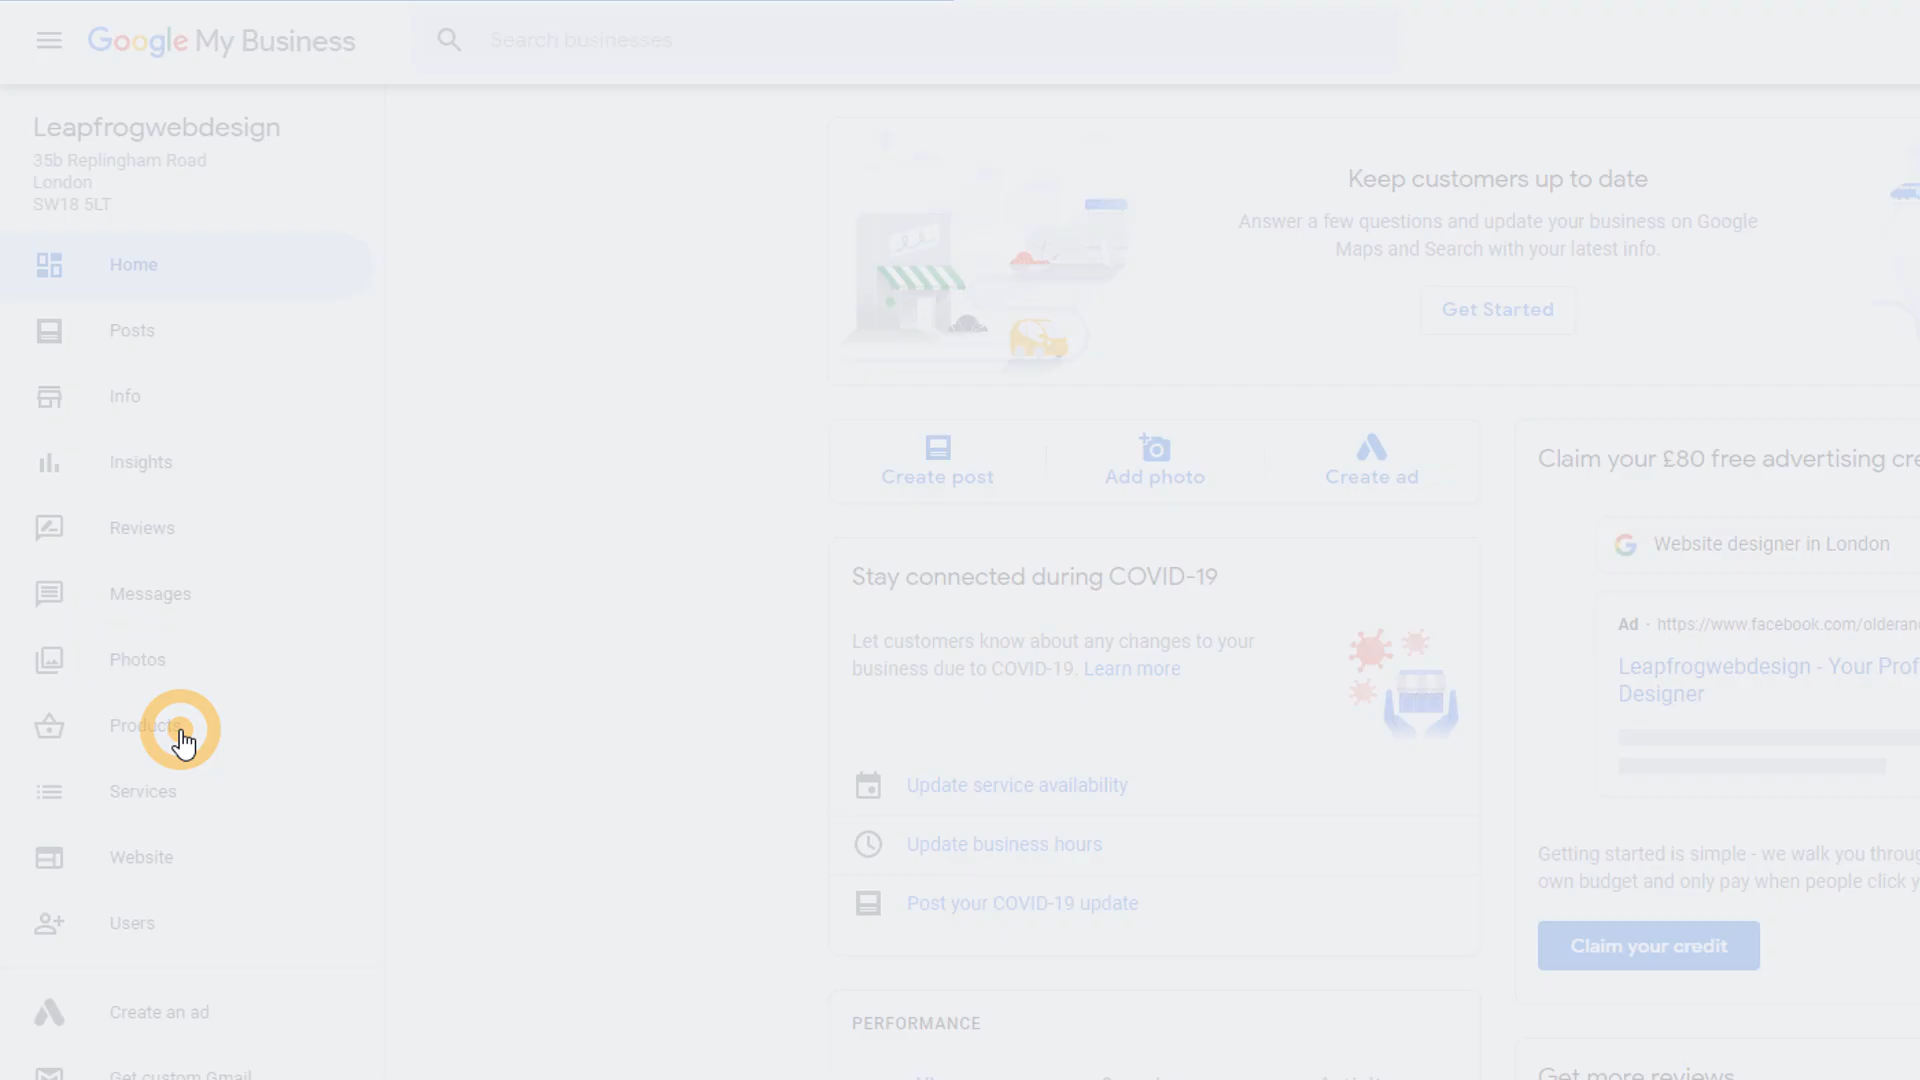 Google My Business
Search businesses
Leapfrogwebdesign
35b Replingham Road
London
SW18 5LT
Home
Posts
Info
Insights
Reviews
Messages
Photos
Products
Services
Website
Users
Create an ad
Get custom Gmail
Keep customers up to date
Answer a few questions and update your business on Google
Maps and Search with your latest info.
Get Started
Create post
Add photo
Create ad
Stay connected during COVID-19
Let customers know about any changes to your
business due to COVID-19. Learn more
Update service availability
Update business hours
Post your COVID-19 update
PERFORMANCE
Claim your £80 free advertising cre
Website designer in London
Ad · https://www.facebook.com/olderand
Leapfrogwebdesign - Your Prof
Designer
Getting started is simple - we walk you throug
own budget and only pay when people click y
Claim your credit
Get more reviews